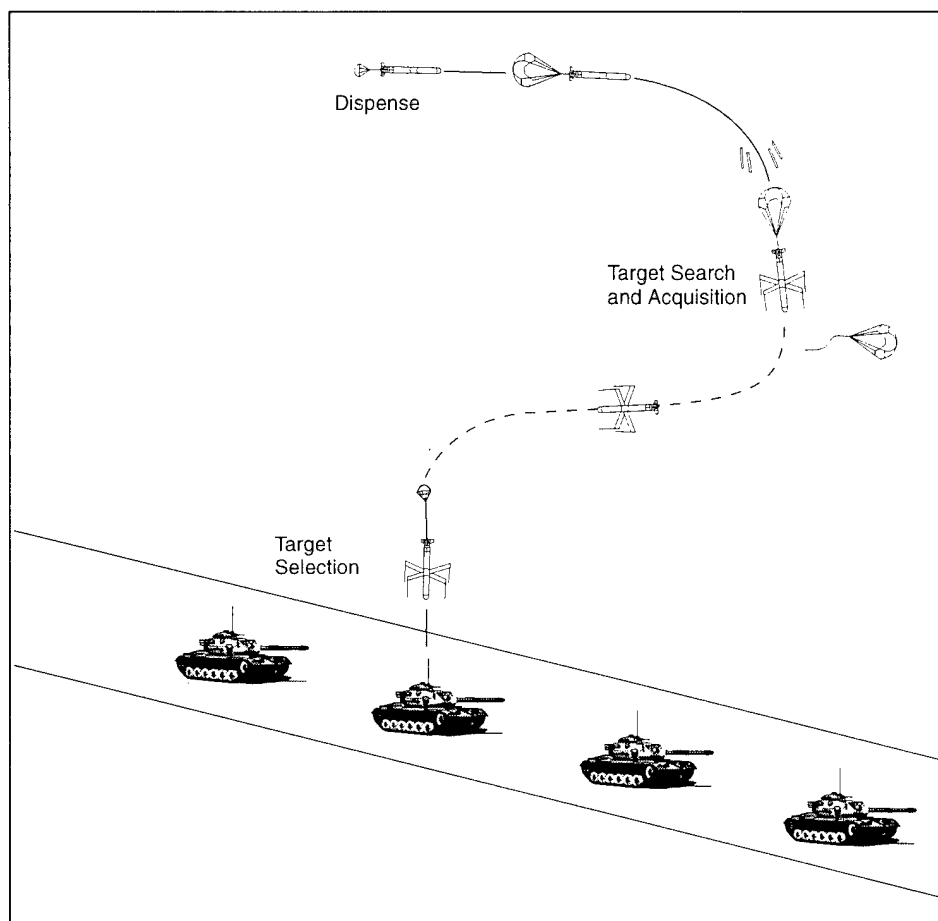 Dispense
Target Search
and Acquisition
Target
Selection